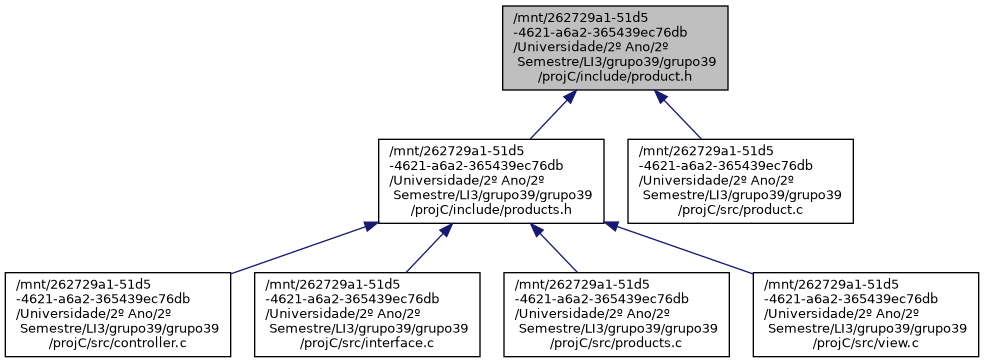 /mnt/262729a1-51d5
-4621-a6a2-365439ec76db
/Universidade/2º Ano/2º
Semestre/LI3/grupo39/grupo39
/projC/include/product.h
/mnt/262729a1-51d5
-4621-a6a2-365439ec76db
/Universidade/2º Ano/2º
Semestre/LI3/grupo39/grupo39
/projC/include/products.h
/mnt/262729a1-51d5
-4621-a6a2-365439ec76db
/Universidade/2º Ano/2º
Semestre/LI3/grupo39/grupo39
/projC/src/product.c
/mnt/262729a1-51d5
-4621-a6a2-365439ec76db
/Universidade/2º Ano/2º
Semestre/LI3/grupo39/grupo39
/projC/src/controller.c
/mnt/262729a1-51d5
-4621-a6a2-365439ec76db
/Universidade/2º Ano/2º
Semestre/LI3/grupo39/grupo39
/projC/src/interface.c
/mnt/262729a1-51d5
-4621-a6a2-365439ec76db
/Universidade/2º Ano/2º
Semestre/LI3/grupo39/grupo39
/projC/src/products.c
/mnt/262729a1-51d5
-4621-a6a2-365439ec76db
/Universidade/2º Ano/2º
Semestre/LI3/grupo39/grupo39
/projC/src/view.c